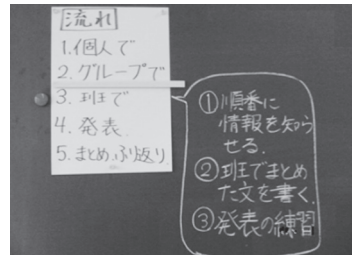 流れ
1.個人で
2.グループで
3.班で
4.発表.
5.まとめ,ふり返り
①順番に
情報を知ら
せる.
②班でまとめ
た文を書く.
③発表の練習